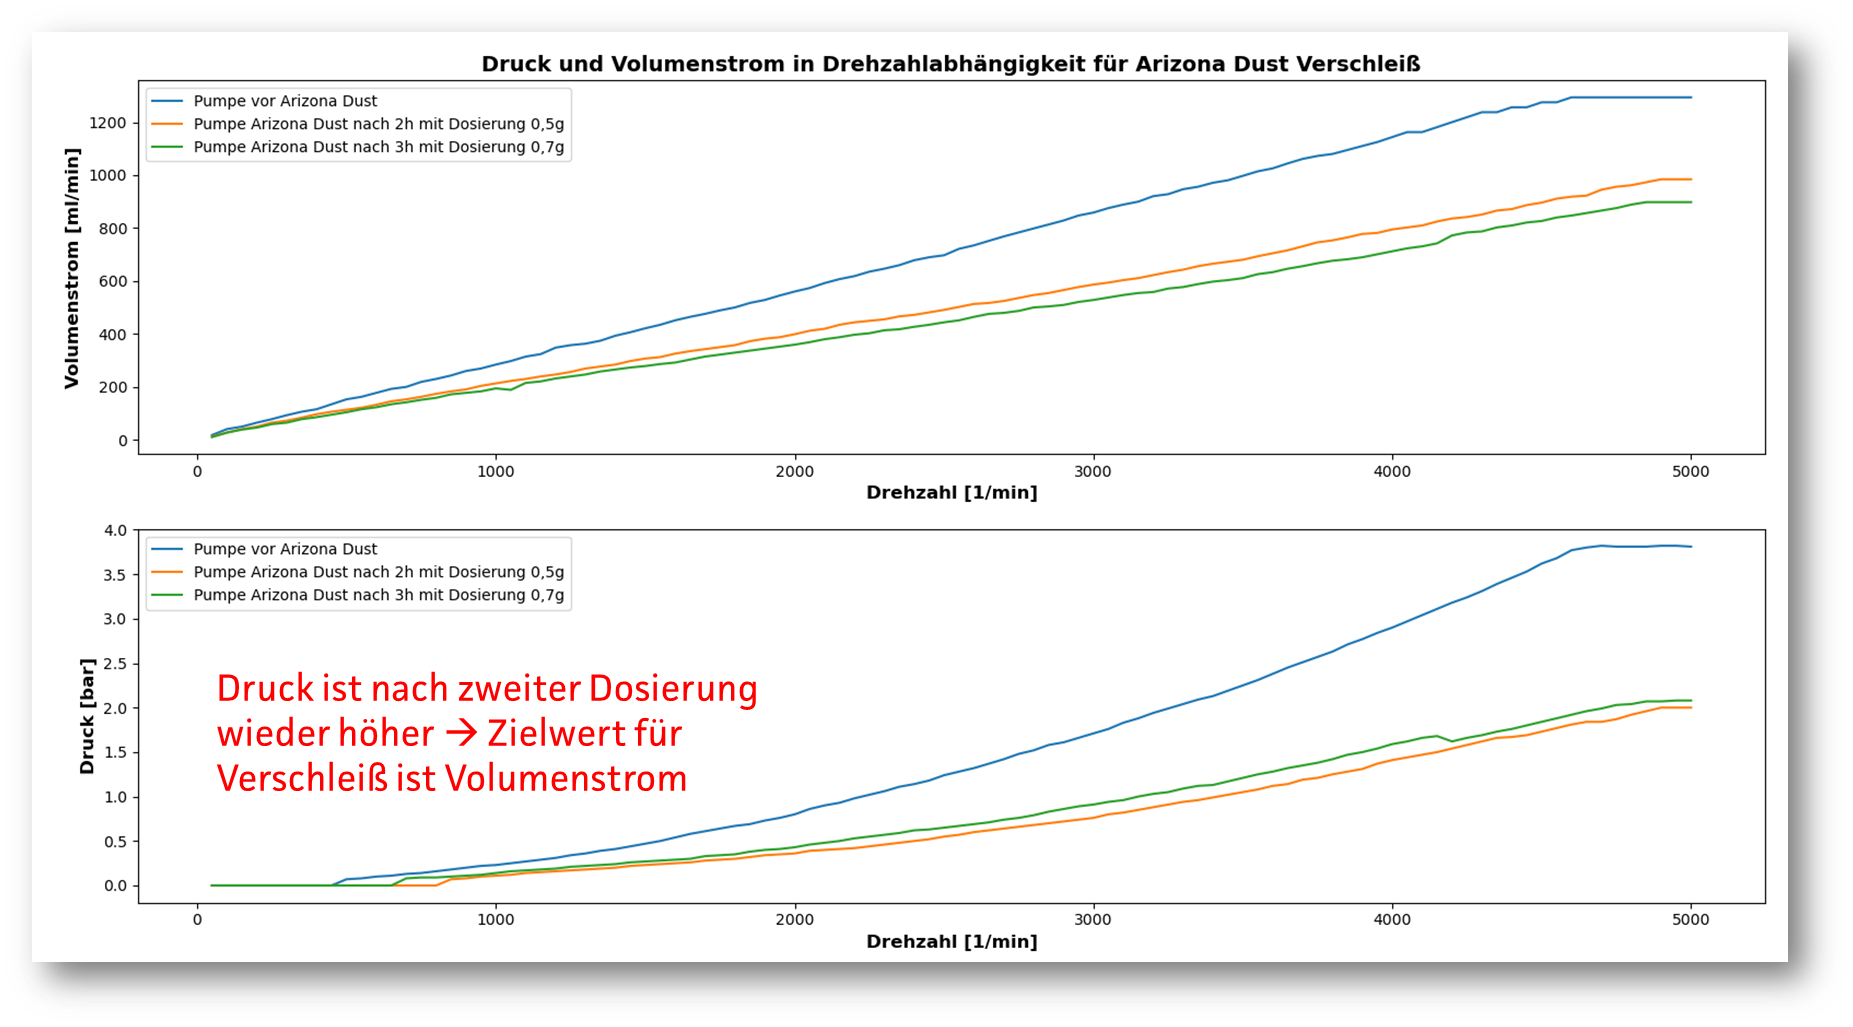 Druck und Volumenstrom in Drehzahlabhängigkeit für Arizona Dust Verschleiß
Pumpe vor Arizona Dust
Pumpe Arizona Dust nach 2h mit Dosierung 0,5g
Pumpe Arizona Dust nach 3h mit Dosierung 0,7g
Volumenstrom [ml/min]
1200
1000
800
600
400
200
0
0 1000 2000 3000 4000 5000
Drehzahl [1/min]
Pumpe vor Arizona Dust
Pumpe Arizona Dust nach 2h mit Dosierung 0,5g
Pumpe Arizona Dust nach 3h mit Dosierung 0,7g
Druck [bar]
4.0
3.5
3.0
2.5
2.0
1.5
1.0
0.5
0.0
Druck ist nach zweiter Dosierung
wieder höher → Zielwert für
Verschleiß ist Volumenstrom
0 1000 2000 3000 4000 5000
Drehzahl [1/min]